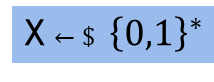 X ← $ {0,1}*